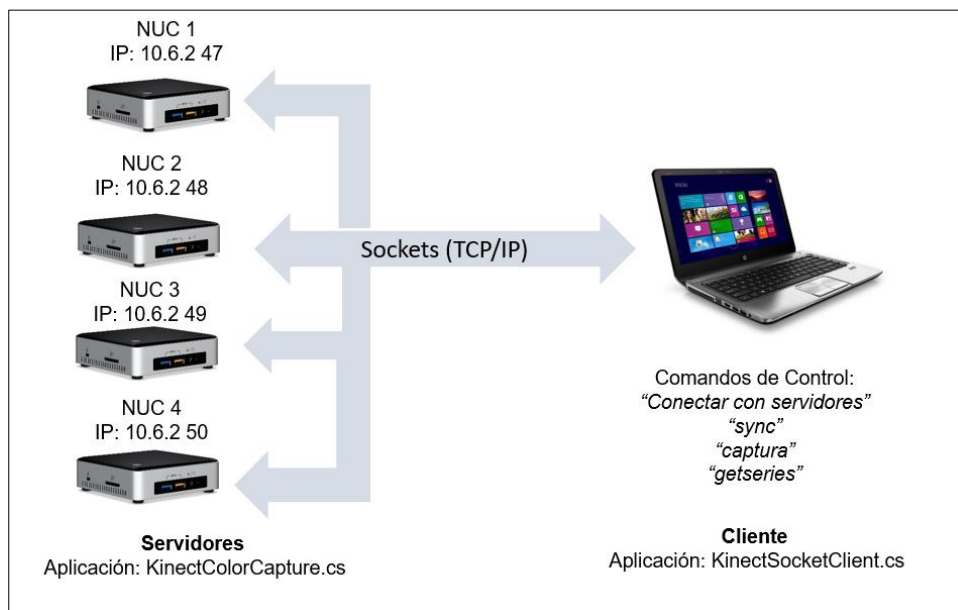 NUC 1
IP: 10.6.2 47
NUC 2
IP: 10.6.2 48
NUC 3
IP: 10.6.2 49
NUC 4
IP: 10.6.2 50
Servidores
Aplicación: KinectColorCapture.cs
Sockets (TCP/IP)
Comandos de Control:
“Conectar con servidores”
“sync”
“captura”
“getseries”
Cliente
Aplicación: KinectSocketClient.cs